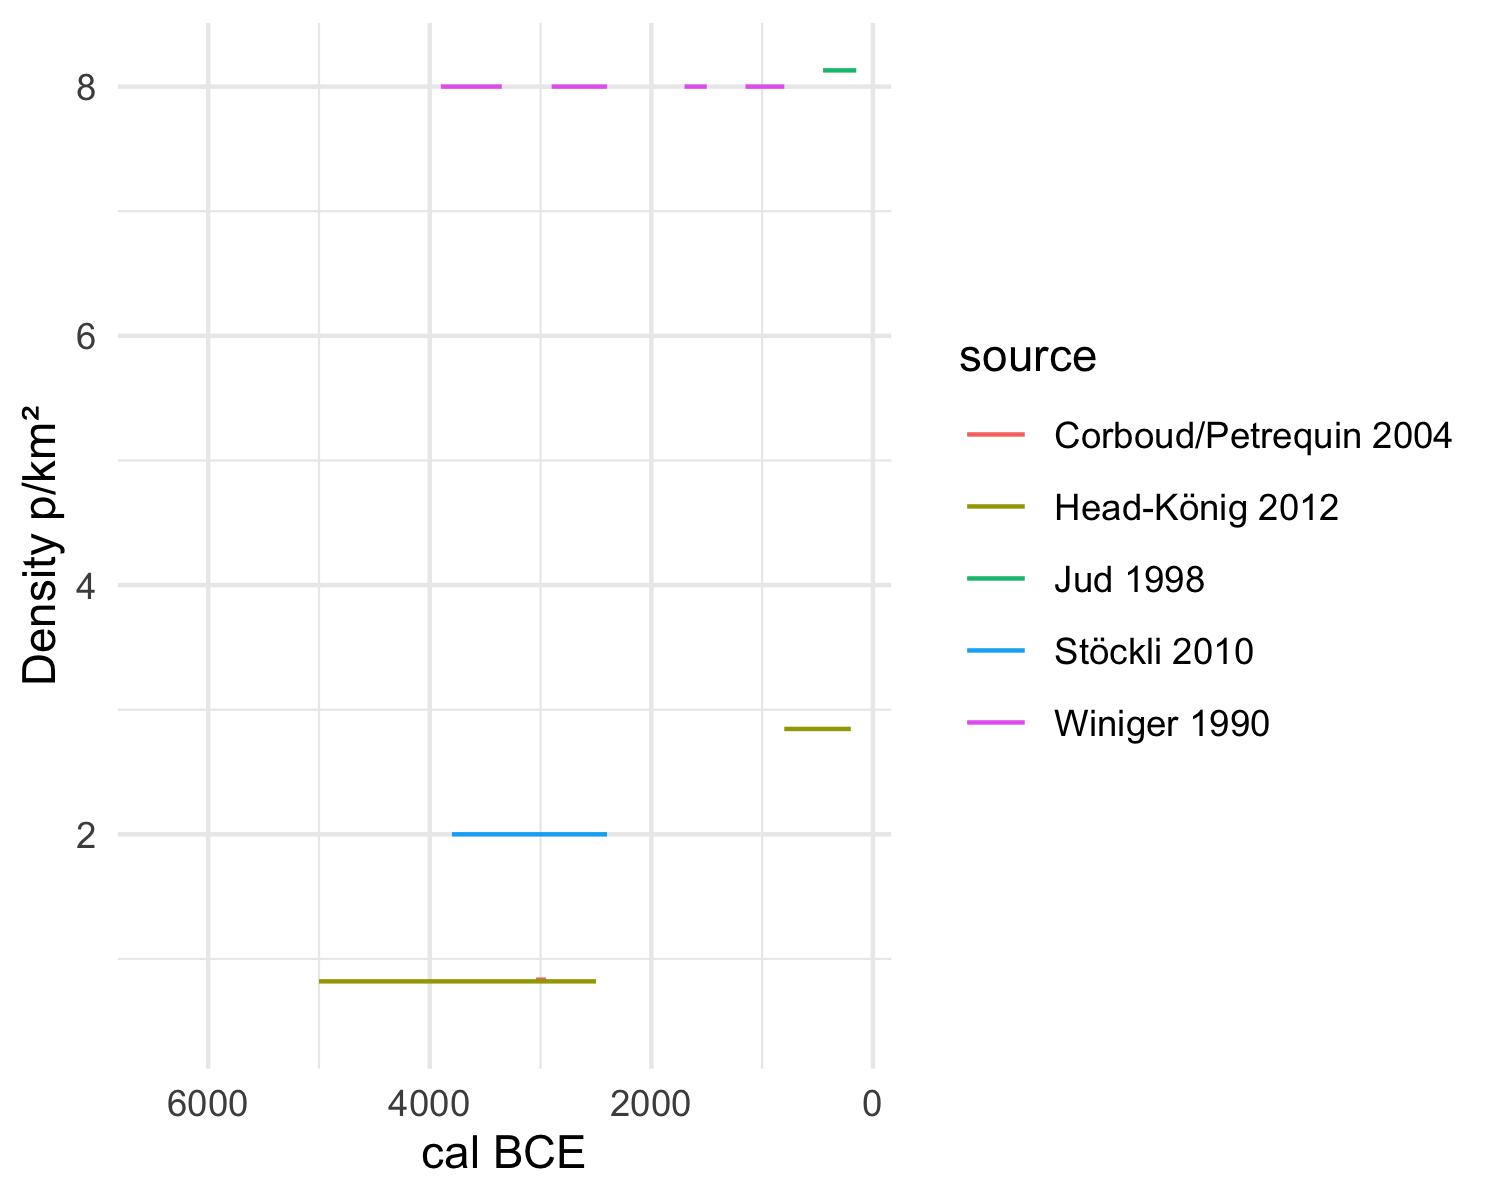 8
6
4
2
Density p/km²
6000 4000 2000 0
cal BCE
source
Corboud/Petrequin 2004
Head-König 2012
Jud 1998
Stöckli 2010
Winiger 1990